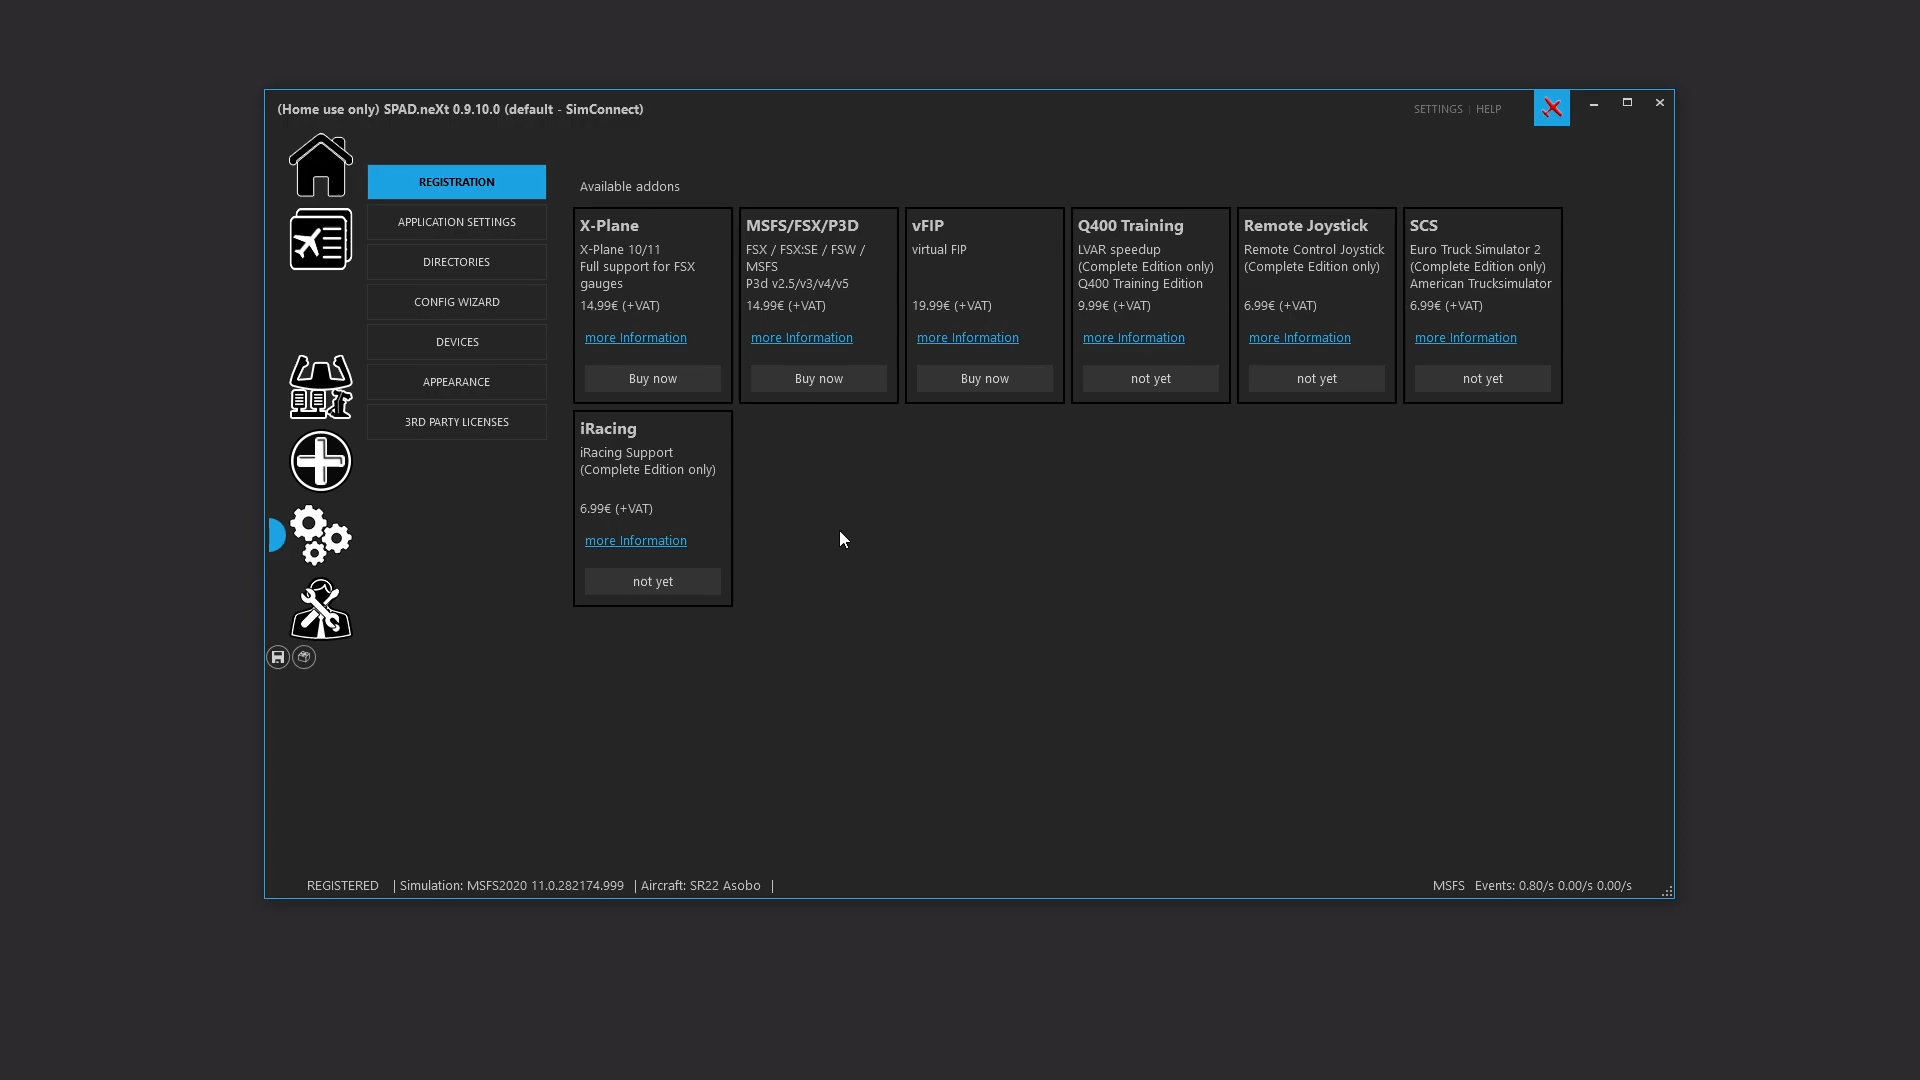 (Home use only) SPAD.neXt 0.9.10.0 (default - SimConnect)
SETTINGS | HELP
REGISTRATION
APPLICATION SETTINGS
DIRECTORIES
CONFIG WIZARD
DEVICES
APPEARANCE
3RD PARTY LICENSES
Available addons
X-Plane
X-Plane 10/11
Full support for FSX
gauges
14.99€ (+VAT)
more Information
Buy now
MSFS/FSX/P3D
FSX / FSX:SE / FSW /
MSFS
P3d v2.5/v3/v4/v5
14.99€ (+VAT)
more Information
Buy now
vFIP
virtual FIP
19.99€ (+VAT)
more Information
Buy now
Q400 Training
LVAR speedup
(Complete Edition only)
Q400 Training Edition
9.99€ (+VAT)
more Information
not yet
Remote Joystick
Remote Control Joystick
(Complete Edition only)
6.99€ (+VAT)
more Information
not yet
SCS
Euro Truck Simulator 2
(Complete Edition only)
American Trucksimulator
6.99€ (+VAT)
more Information
not yet
iRacing
iRacing Support
(Complete Edition only)
6.99€ (+VAT)
more Information
not yet
REGISTERED | Simulation: MSFS2020 11.0.282174.999 | Aircraft: SR22 Asobo |
MSFS Events: 0.80/s 0.00/s 0.00/s